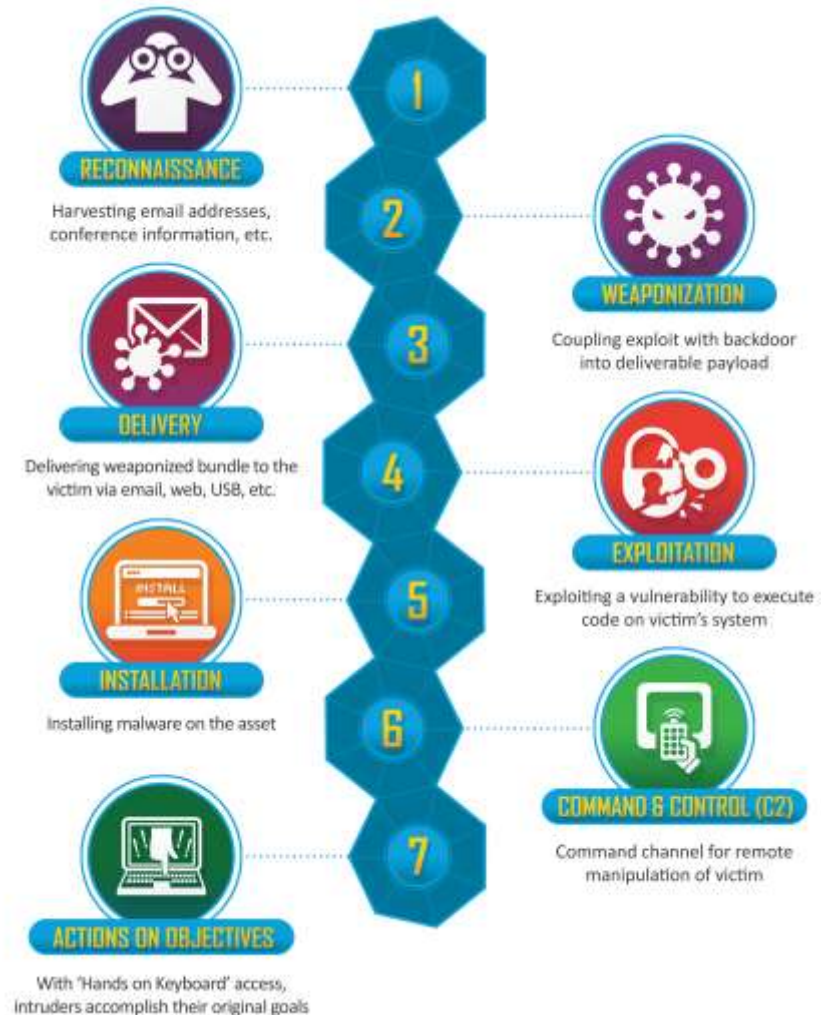 1
RECONNAISSANCE
Harvesting email addresses,
conference information, etc.
2
WEAPONIZATION
Coupling exploit with backdoor
into deliverable payload
3
DELIVERY
Delivering weaponized bundle to the
victim via email, web, USB, etc.
4
EXPLOITATION
Exploiting a vulnerability to execute
code on victim's system
5
INSTALL
INSTALLATION
Installing malware on the asset
6
COMMAND & CONTROL (C2)
Command channel for remote
manipulation of victim
7
ACTIONS ON OBJECTIVES
With 'Hands on Keyboard' access,
intruders accomplish their original goals